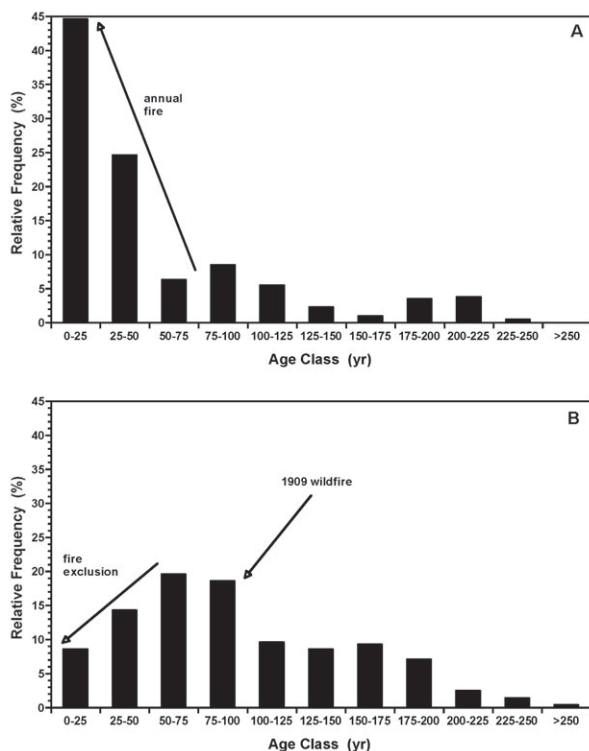 A
45
40
35
30
25
20
15
10
5
0
Relative Frequency (%)
annual
fire
0-25 25-50 50-75 75-100 100-125 125-150 150-175 175-200 200-225 225-250 >250
Age Class (yr)
B
45
40
35
30
25
20
15
10
5
0
Relative Frequency (%)
1909 wildfire
fire
exclusion
0-25 25-50 50-75 75-100 100-125 125-150 150-175 175-200 200-225 225-250 >250
Age Class (yr)